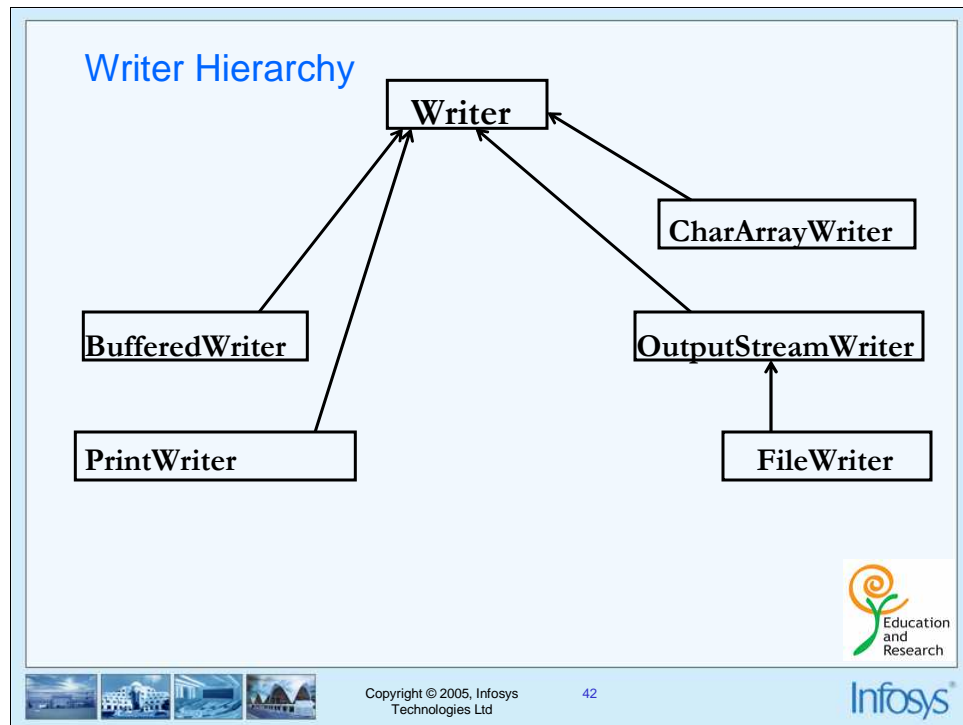 Writer Hierarchy
Writer
CharArrayWriter
BufferedWriter
OutputStreamWriter
PrintWriter
FileWriter
Education
and
Research
Copyright © 2005, Infosys
Technologies Ltd
42
Infosys®